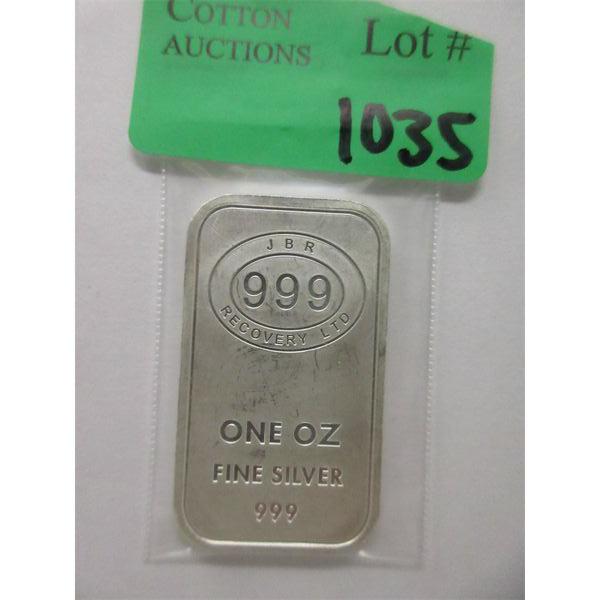 COTTON
AUCTIONS
Lot #
1035
JBR
999
RECOVERY LTD
ONE OZ
FINE SILVER
999